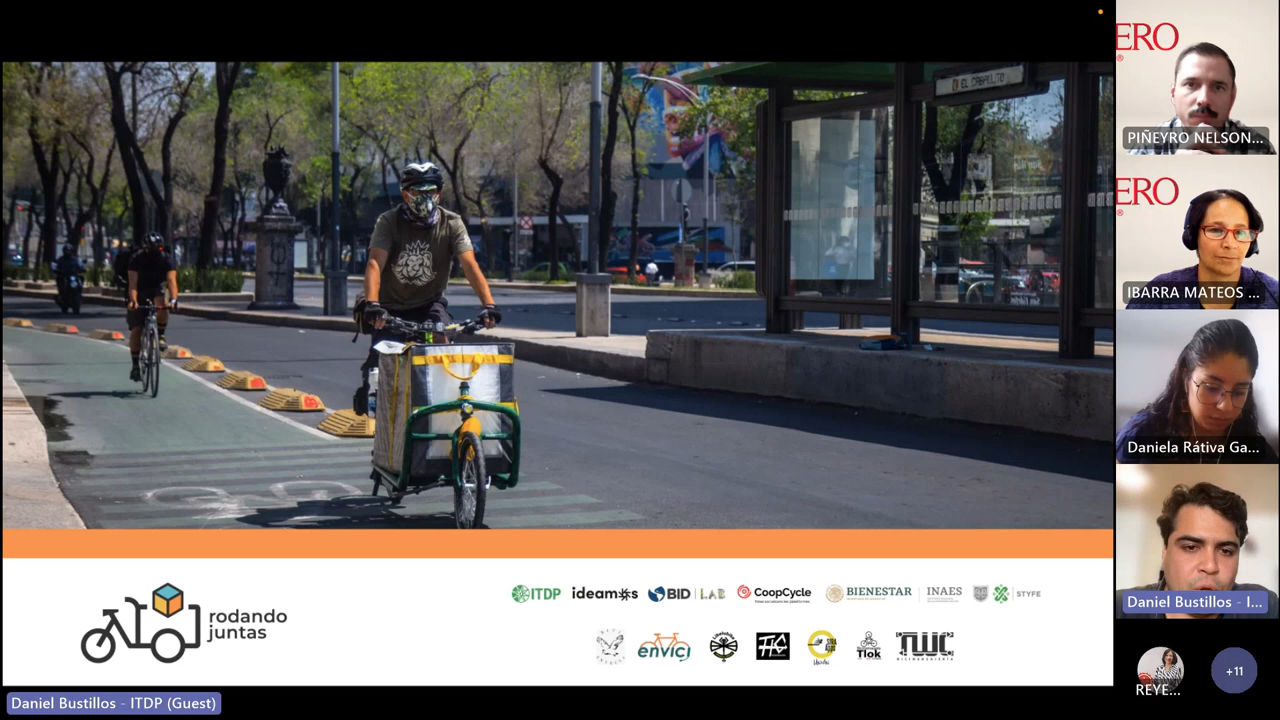 EL CABALLITO
rodando
juntas
ITDP
ideamos
BID | LAB
CoopCycle
BIENESTAR
INAES
STYFE
envici
Tlok
TWC
Daniel Bustillos - ITDP (Guest)
ERO
®
PIÑEYRO NELSON...
ERO
®
IBARRA MATEOS ...
Daniela Rátiva Ga...
Daniel Bustillos - I...
REYE...
+11